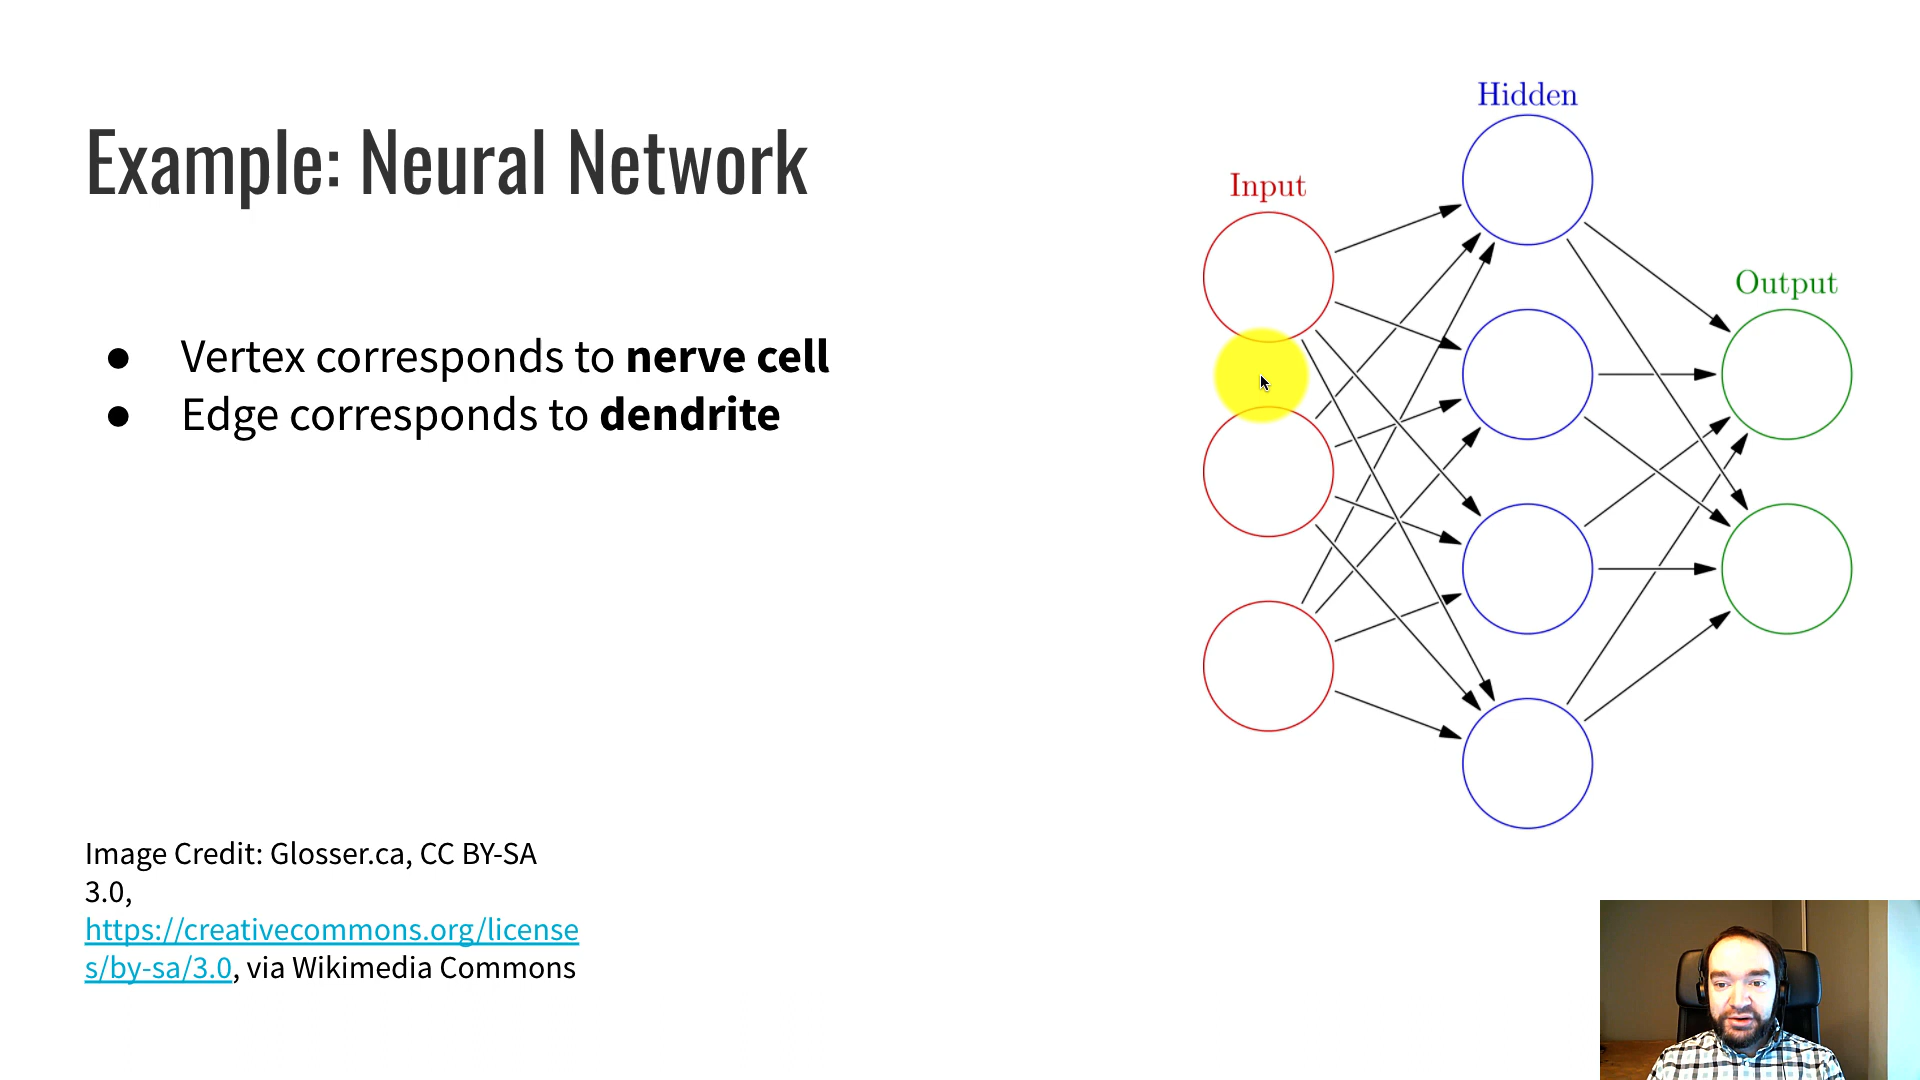 Example: Neural Network
● Vertex corresponds to nerve cell
● Edge corresponds to dendrite
Image Credit: Glosser.ca, CC BY-SA
3.0,
https://creativecommons.org/license
s/by-sa/3.0, via Wikimedia Commons
Hidden
Input
Output